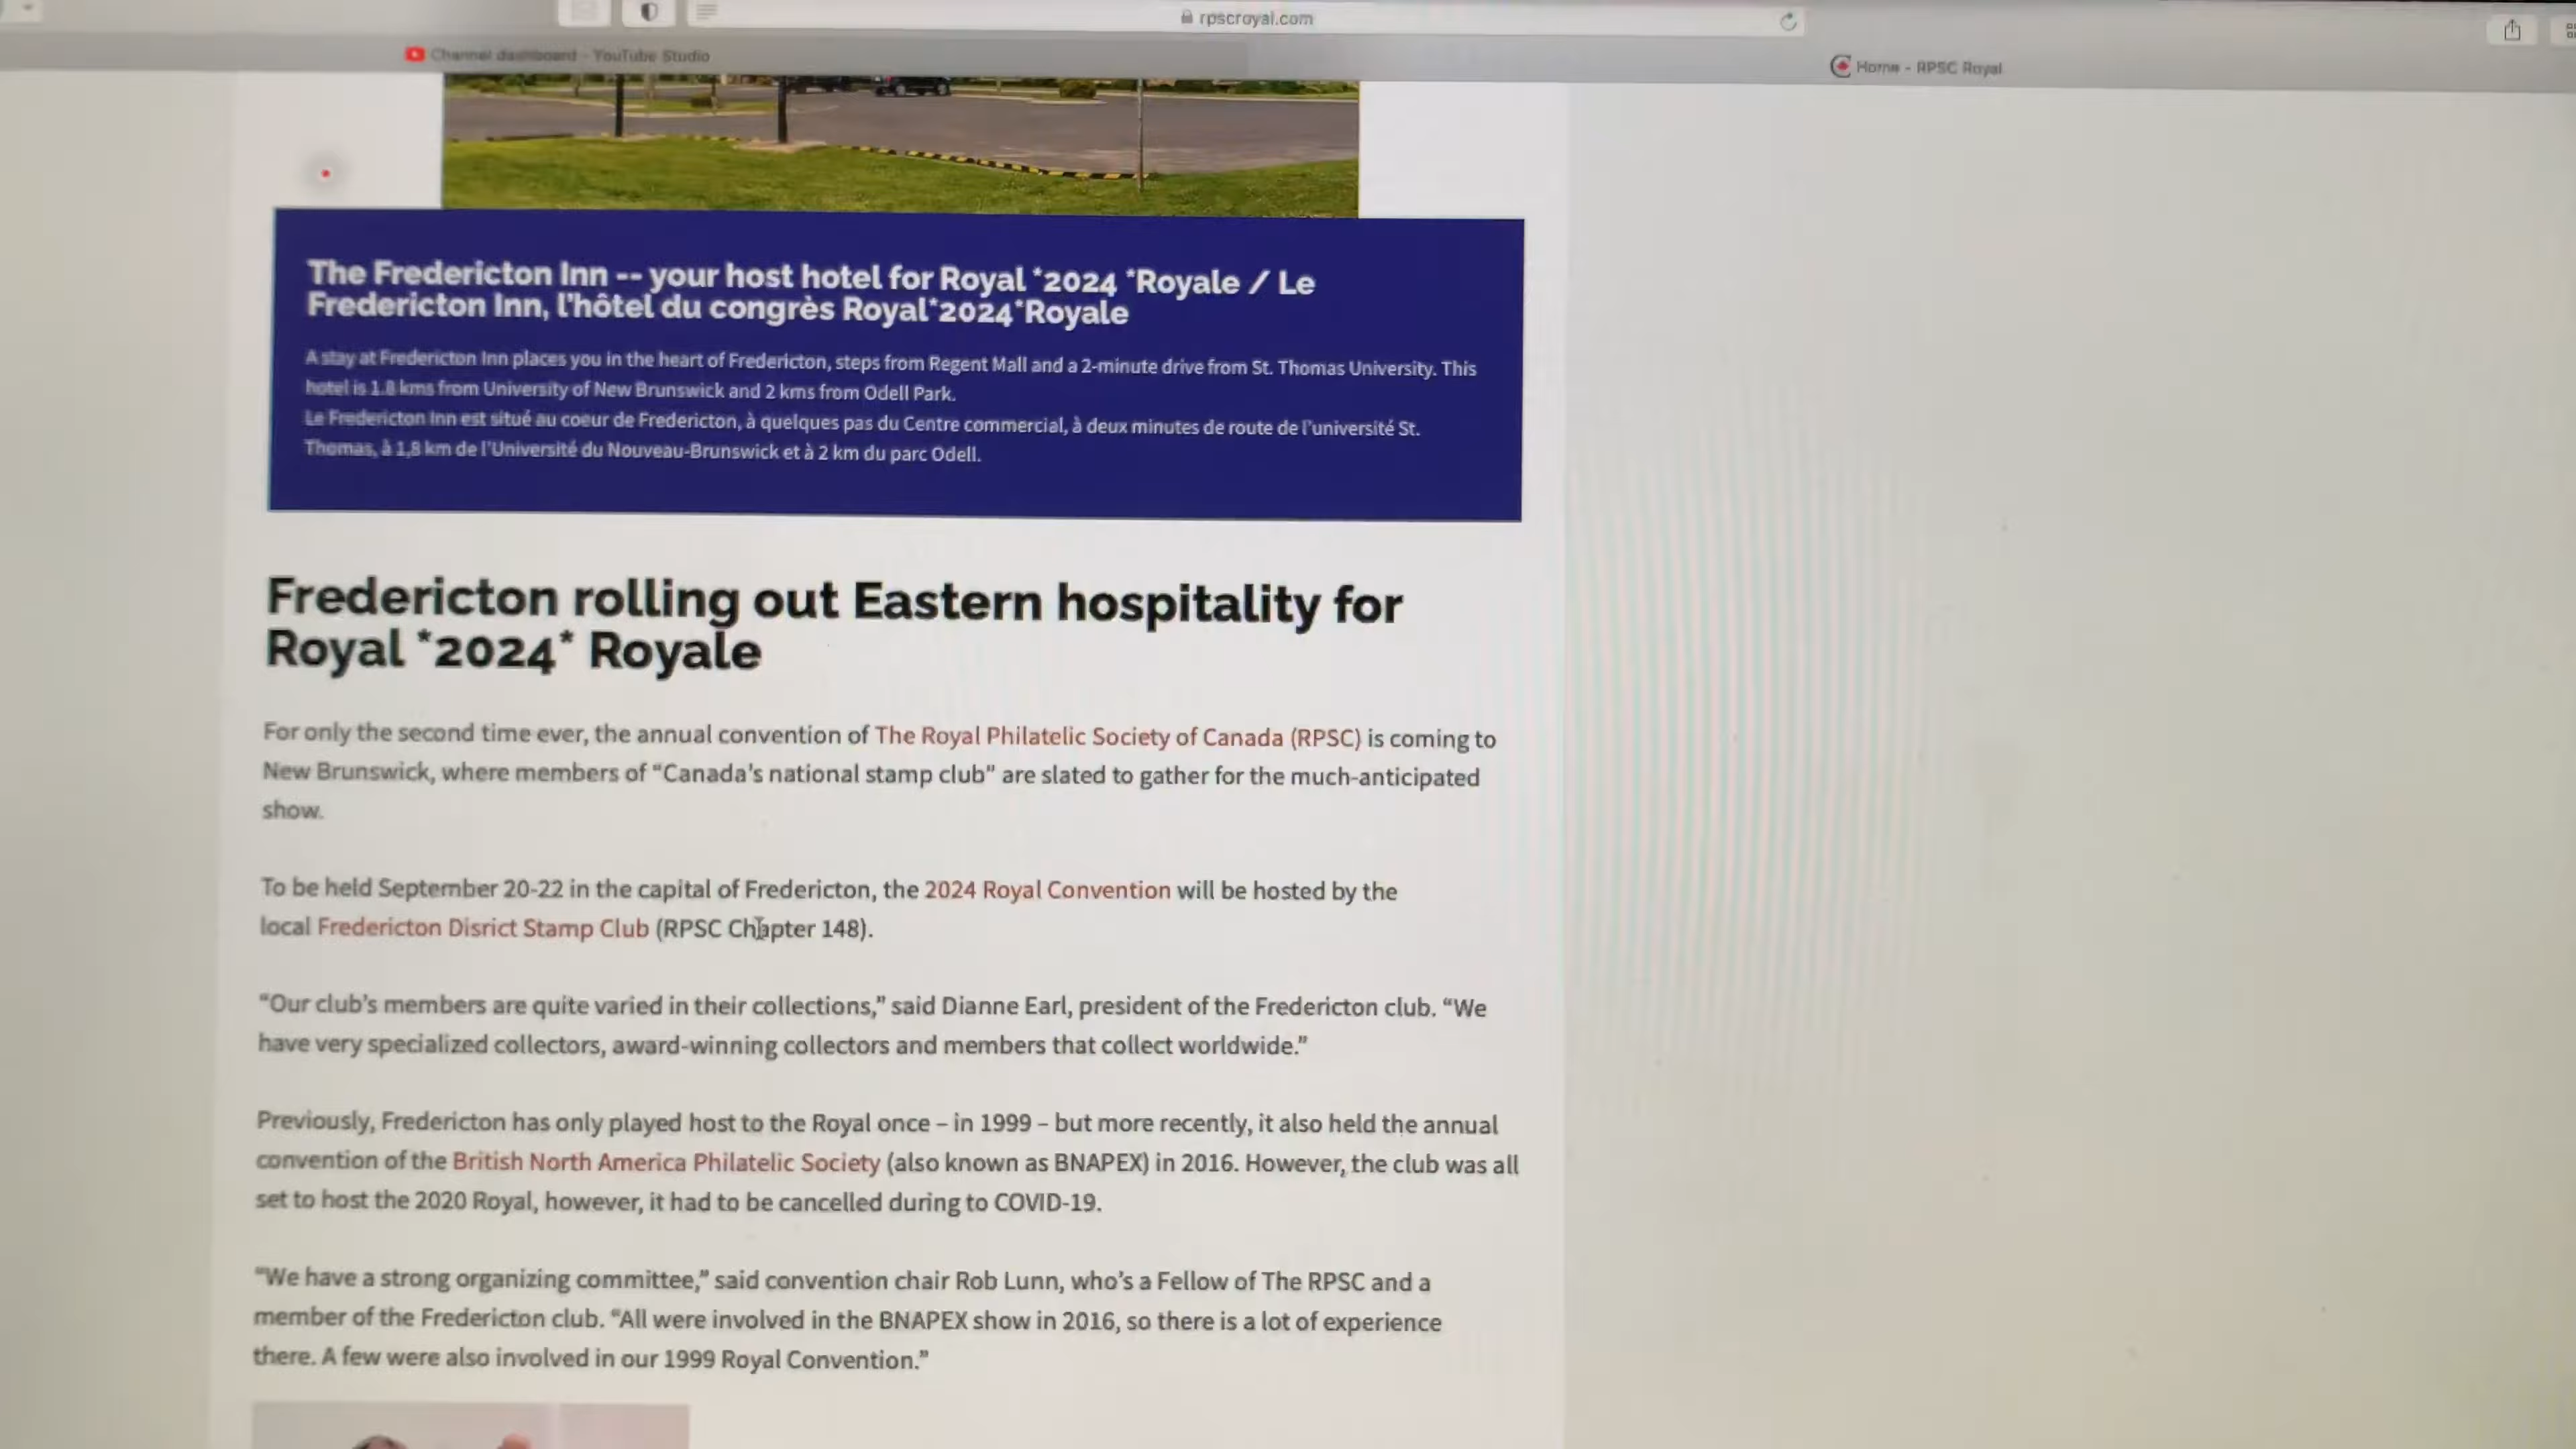 rpscroyal.com
Channel dashboard - YouTube Studio
Home - RPSC Royal
The Fredericton Inn -- your host hotel for Royal *2024 *Royale / Le
Fredericton Inn, l'hôtel du congrès Royal*2024*Royale
A stay at Fredericton Inn places you in the heart of Fredericton, steps from Regent Mall and a 2-minute drive from St. Thomas University. This
hotel is 1.8 kms from University of New Brunswick and 2 kms from Odell Park.
Le Fredericton Inn est situé au coeur de Fredericton, à quelques pas du Centre commercial, à deux minutes de route de l'université St.
Thomas, à 1,8 km de l'Université du Nouveau-Brunswick et à 2 km du parc Odell.
Fredericton rolling out Eastern hospitality for
Royal *2024* Royale
For only the second time ever, the annual convention of The Royal Philatelic Society of Canada (RPSC) is coming to
New Brunswick, where members of “Canada’s national stamp club” are slated to gather for the much-anticipated
show.
To be held September 20-22 in the capital of Fredericton, the 2024 Royal Convention will be hosted by the
local Fredericton Disrict Stamp Club (RPSC Chapter 148).
“Our club’s members are quite varied in their collections,” said Dianne Earl, president of the Fredericton club. “We
have very specialized collectors, award-winning collectors and members that collect worldwide.”
Previously, Fredericton has only played host to the Royal once – in 1999 – but more recently, it also held the annual
convention of the British North America Philatelic Society (also known as BNAPEX) in 2016. However, the club was all
set to host the 2020 Royal, however, it had to be cancelled during to COVID-19.
“We have a strong organizing committee,” said convention chair Rob Lunn, who’s a Fellow of The RPSC and a
member of the Fredericton club. “All were involved in the BNAPEX show in 2016, so there is a lot of experience
there. A few were also involved in our 1999 Royal Convention.”